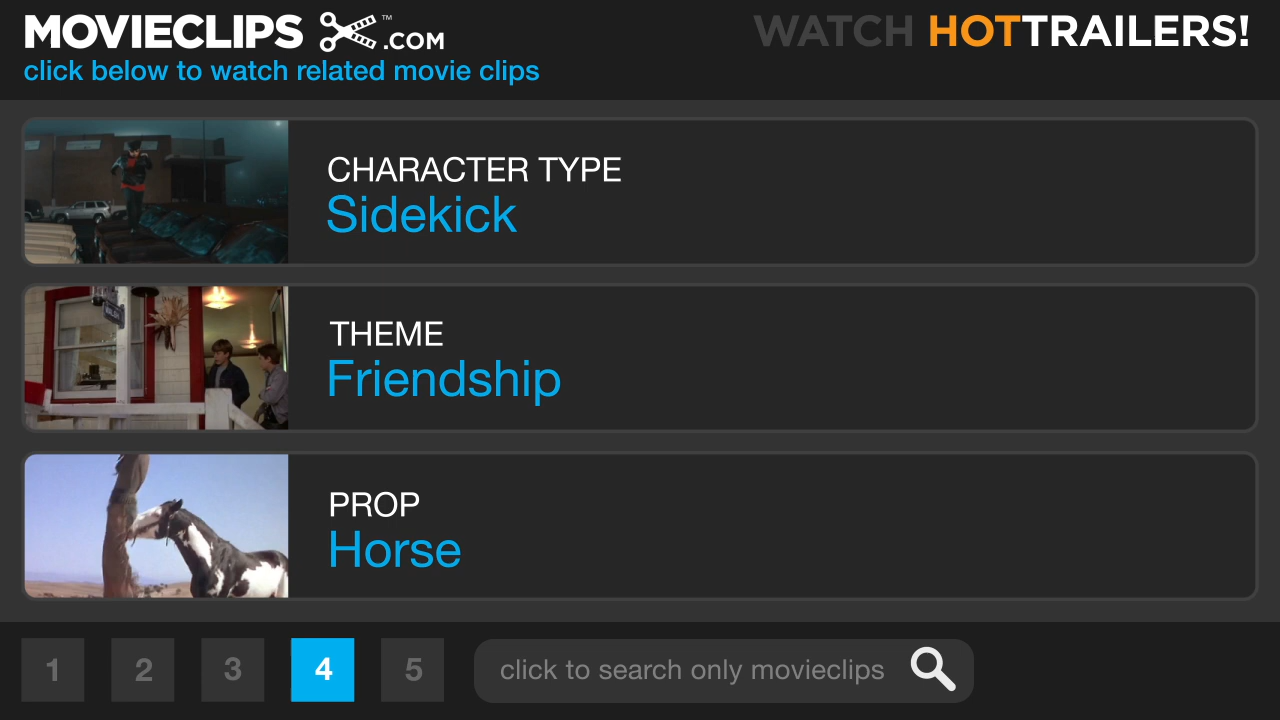 MOVIECLIPS ™ .COM
WATCH HOTTRAILERS!
click below to watch related movie clips
CHARACTER TYPE
Sidekick
THEME
Friendship
PROP
Horse
1 2 3 4 5 click to search only movieclips